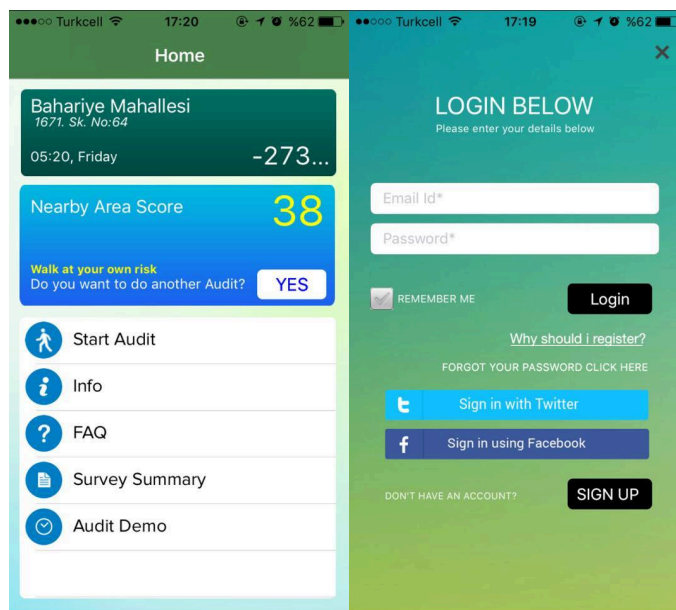 Turkcell 17:20 %62
Home
Bahariye Mahallesi
1671. Sk. No:64
05:20, Friday -273...
Nearby Area Score 38
Walk at your own risk
Do you want to do another Audit? YES
Start Audit
Info
FAQ
Survey Summary
Audit Demo
Turkcell 17:19 %62
LOGIN BELOW
Please enter your details below
Email Id*
Password*
REMEMBER ME Login
Why should i register?
FORGOT YOUR PASSWORD CLICK HERE
Sign in with Twitter
Sign in using Facebook
DON'T HAVE AN ACCOUNT? SIGN UP